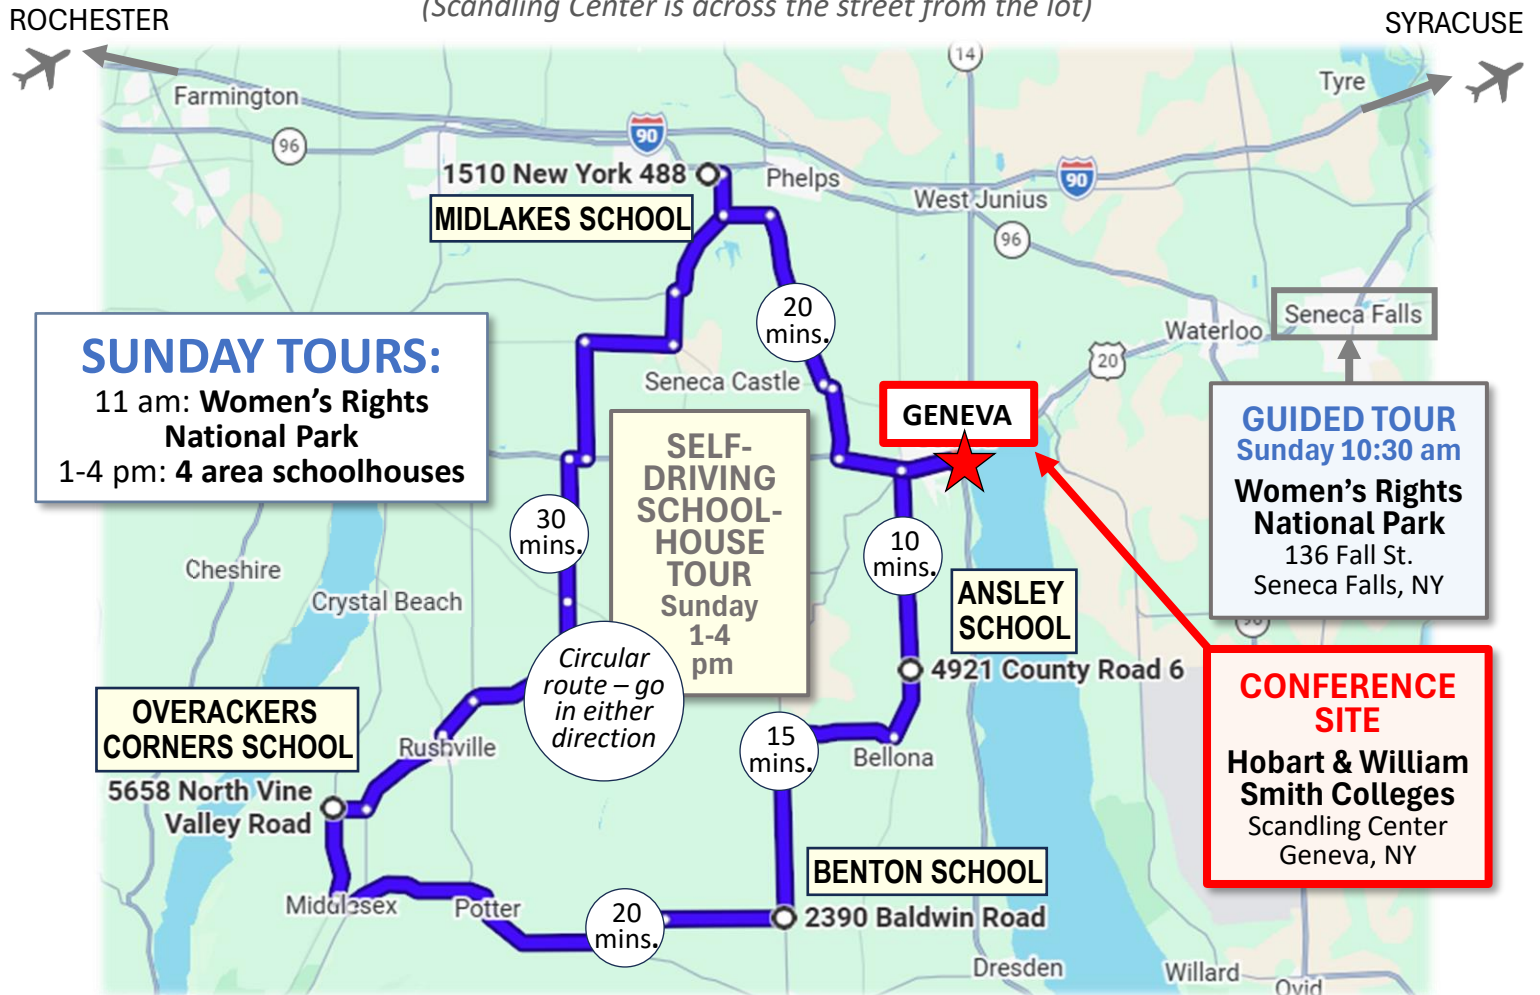 (Scandling Center is across the street from the lot)
ROCHESTER
SYRACUSE
14
Tyre
Farmington
96
90
1510 New York 488
Phelps
90
West Junius
MIDLAKES SCHOOL
96
20
mins.
Seneca Falls
Waterloo
20
SUNDAY TOURS:
11 am: Women's Rights
National Park
1-4 pm: 4 area schoolhouses
Seneca Castle
GENEVA
GUIDED TOUR
Sunday 10:30 am
Women's Rights
National Park
136 Fall St.
Seneca Falls, NY
SELF-
DRIVING
SCHOOL-
HOUSE
TOUR
Sunday
1-4
pm
30
mins.
10
mins.
Cheshire
Crystal Beach
ANSLEY
SCHOOL
4921 County Road 6
Circular
route – go
in either
direction
CONFERENCE
SITE
Hobart & William
Smith Colleges
Scandling Center
Geneva, NY
OVERACKERS
CORNERS SCHOOL
Rushville
15
mins.
Bellona
5658 North Vine
Valley Road
BENTON SCHOOL
2390 Baldwin Road
Middlesex
Potter
20
mins.
Dresden
Willard
Ovid